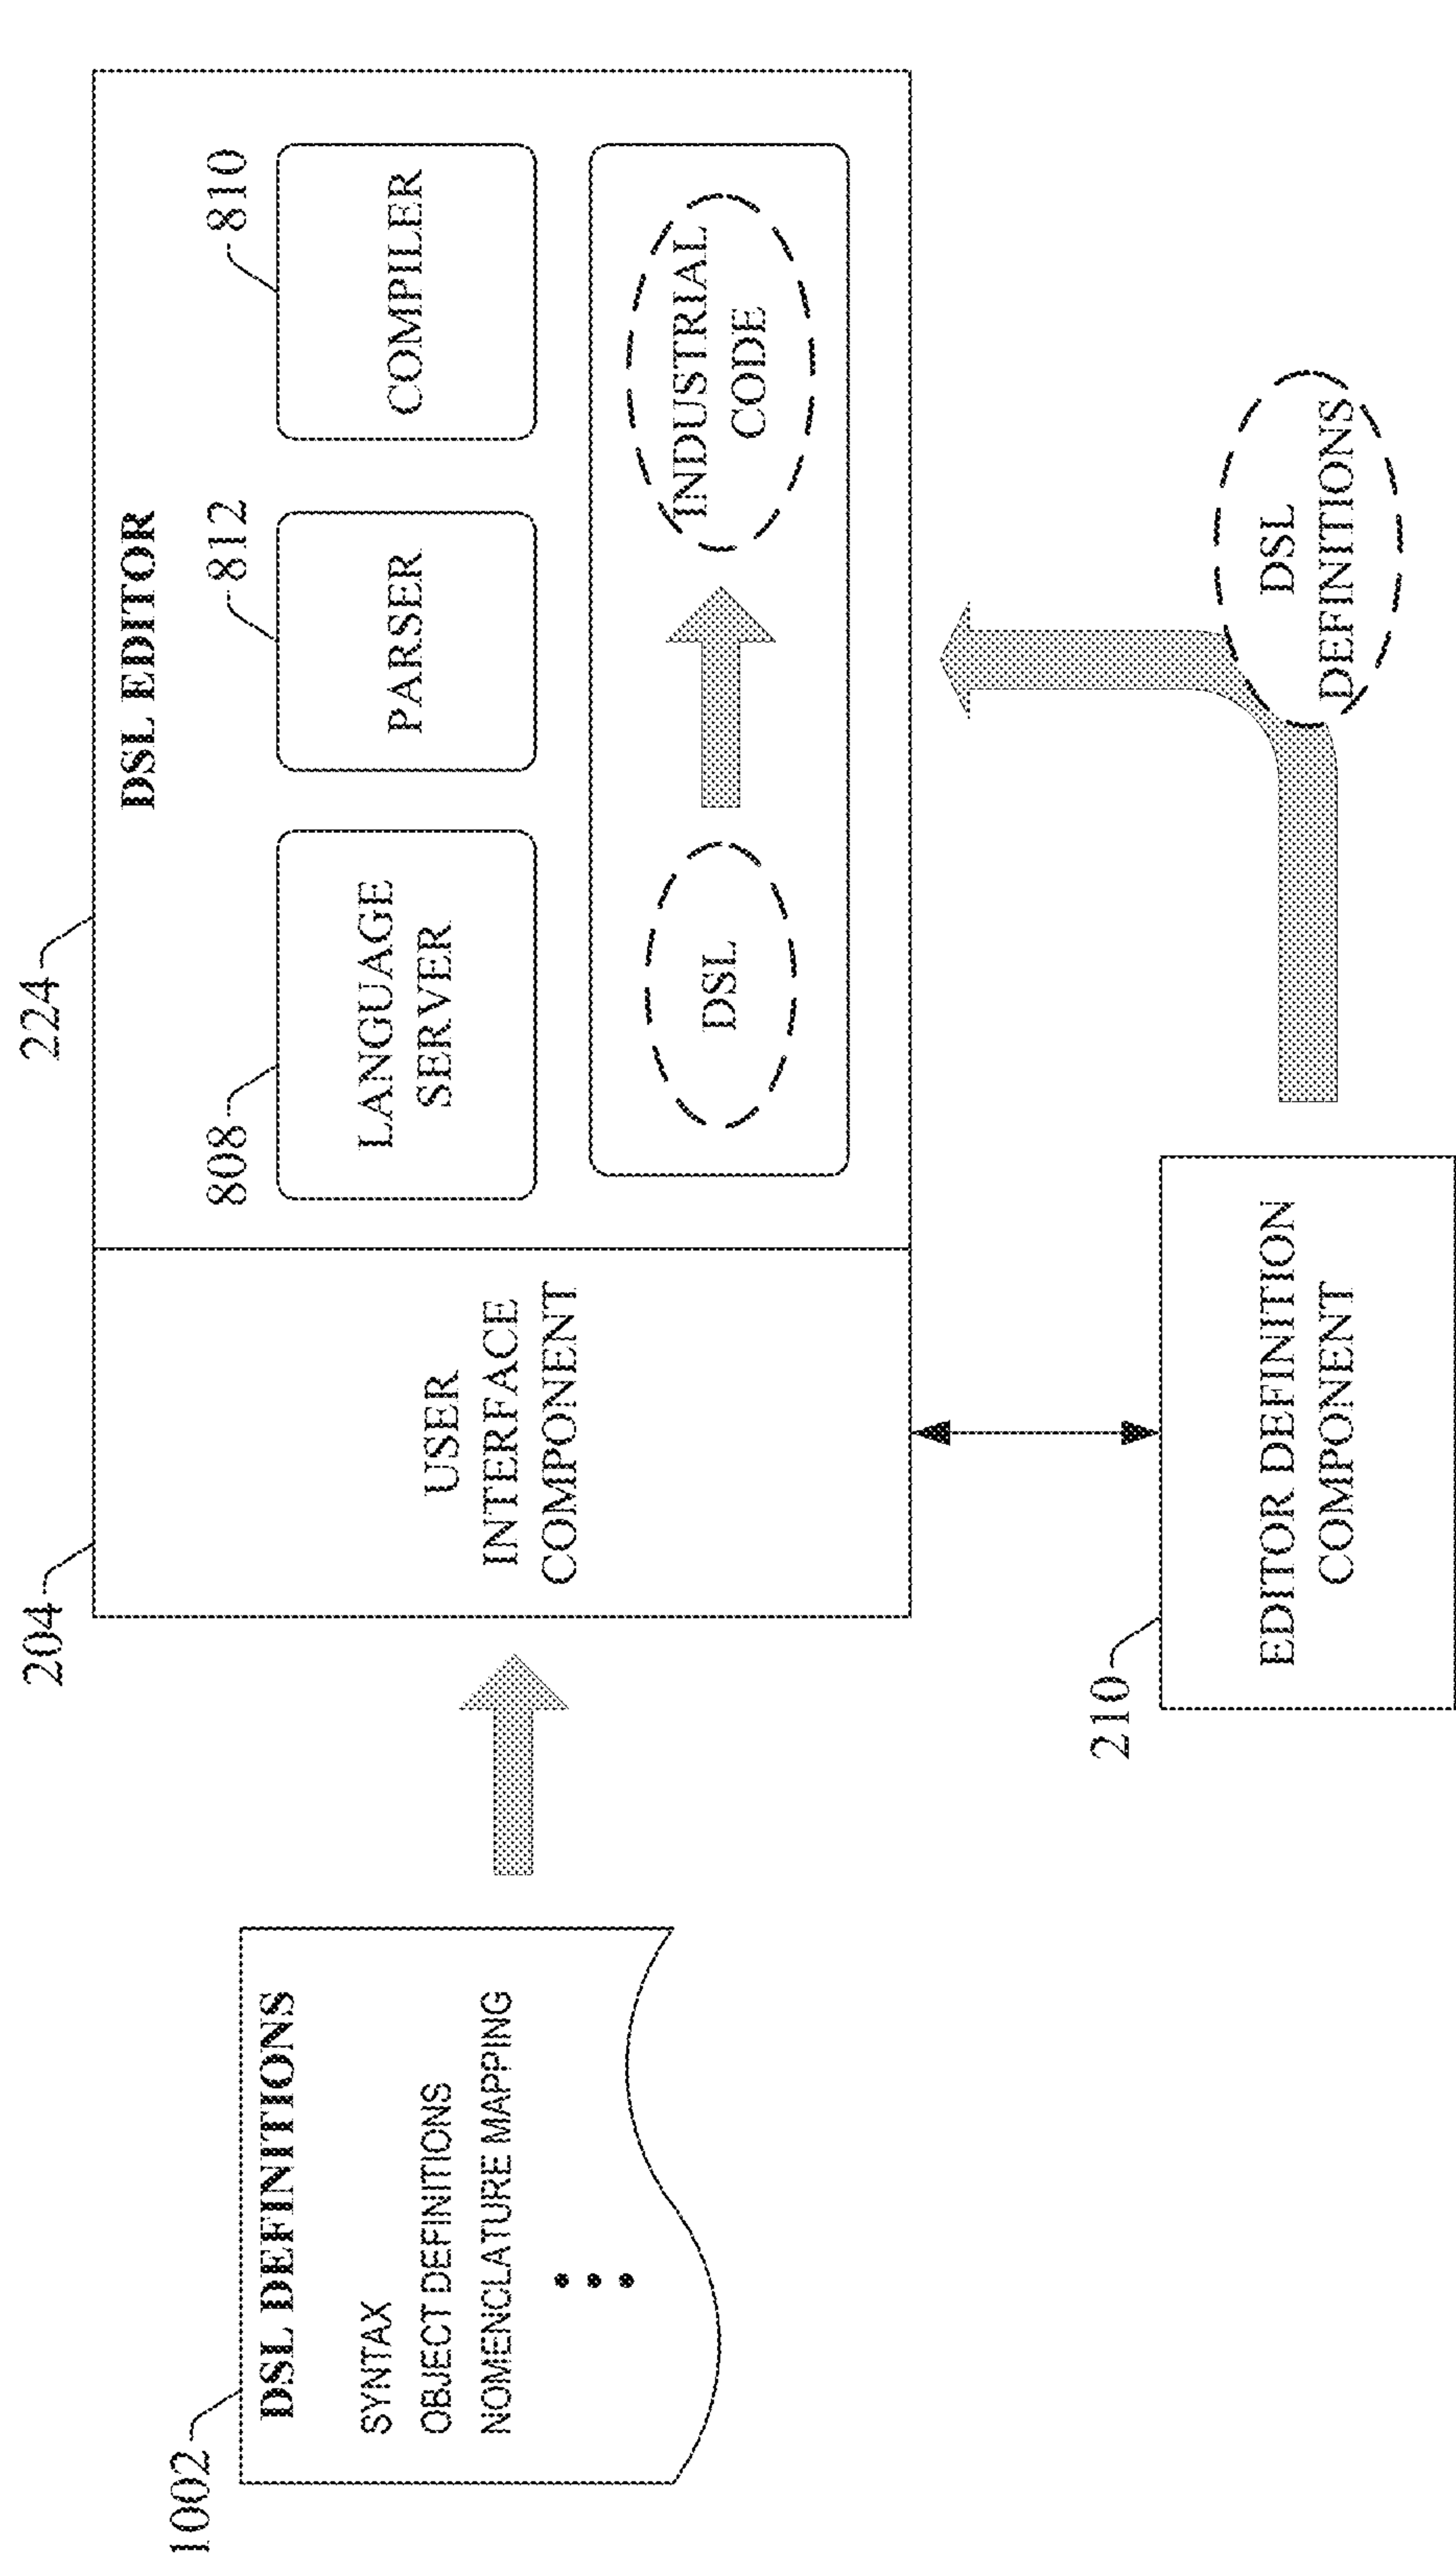 1002
DSL DEFINITIONS
SYNTAX
OBJECT DEFINITIONS
NOMENCLATURE MAPPING
204
USER
INTERFACE
COMPONENT
224
DSL EDITOR
808
LANGUAGE
SERVER
812
PARSER
810
COMPILER
DSL
INDUSTRIAL
CODE
210
EDITOR DEFINITION
COMPONENT
DSL
DEFINITIONS